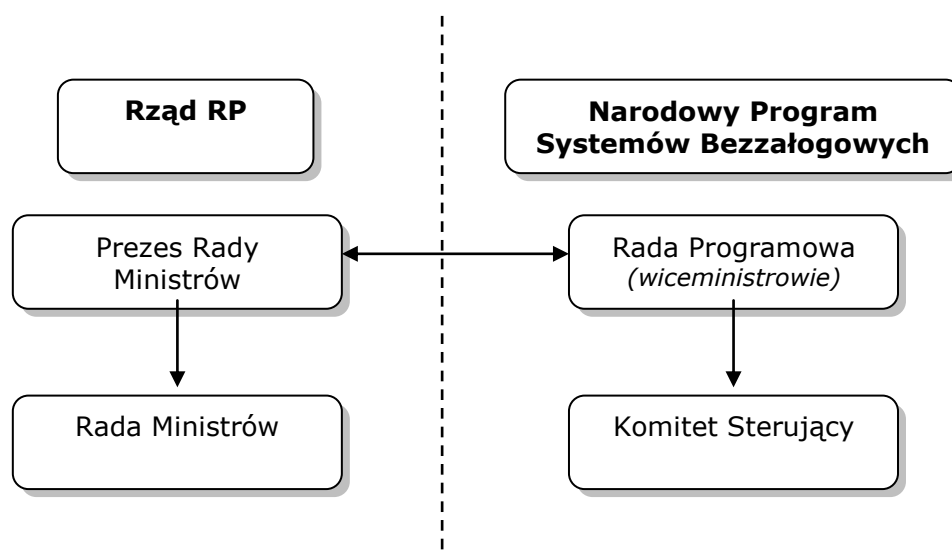 Rząd RP
Narodowy Program
Systemów Bezzałogowych
Prezes Rady
Ministrów
Rada Programowa
(wiceministrowie)
Rada Ministrów
Komitet Sterujący